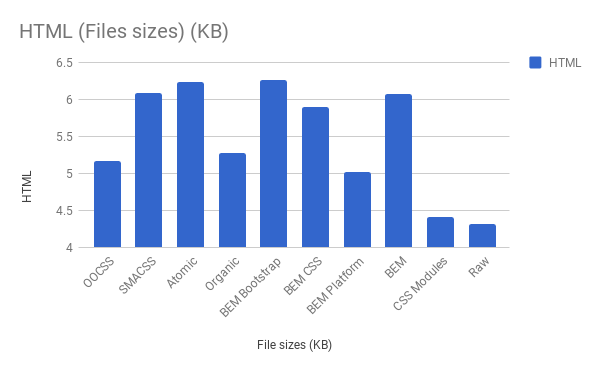 HTML (Files sizes) (KB)
HTML
6.5
6
5.5
5
4.5
4
HTML
OOCSS
SMACSS
Atomic
Organic
BEM Bootstrap
BEM CSS
BEM Platform
BEM
CSS Modules
Raw
File sizes (KB)